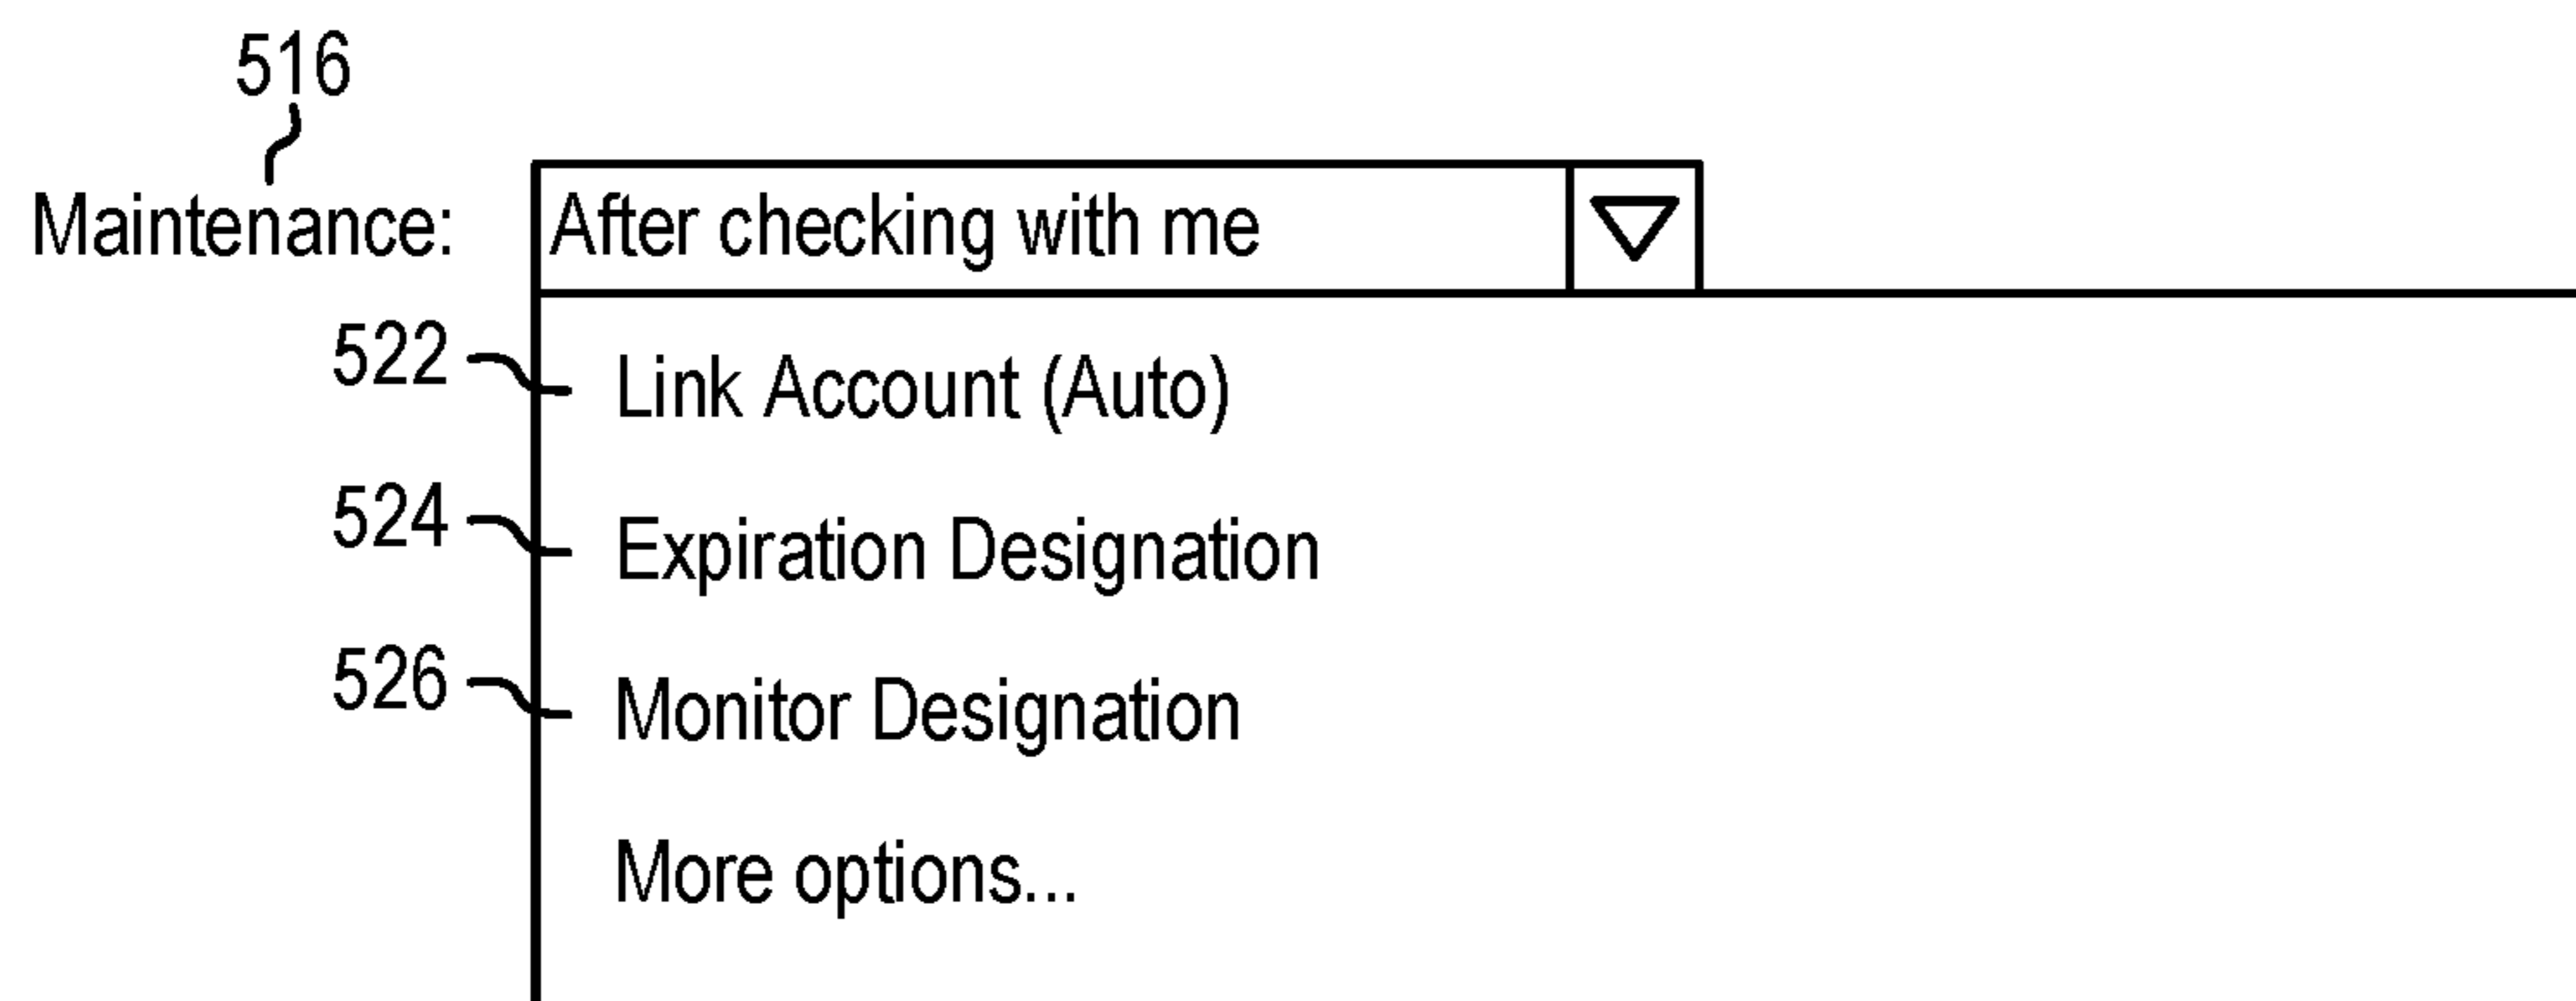 516
Maintenance: After checking with me
522 Link Account (Auto)
524 Expiration Designation
526 Monitor Designation
More options...